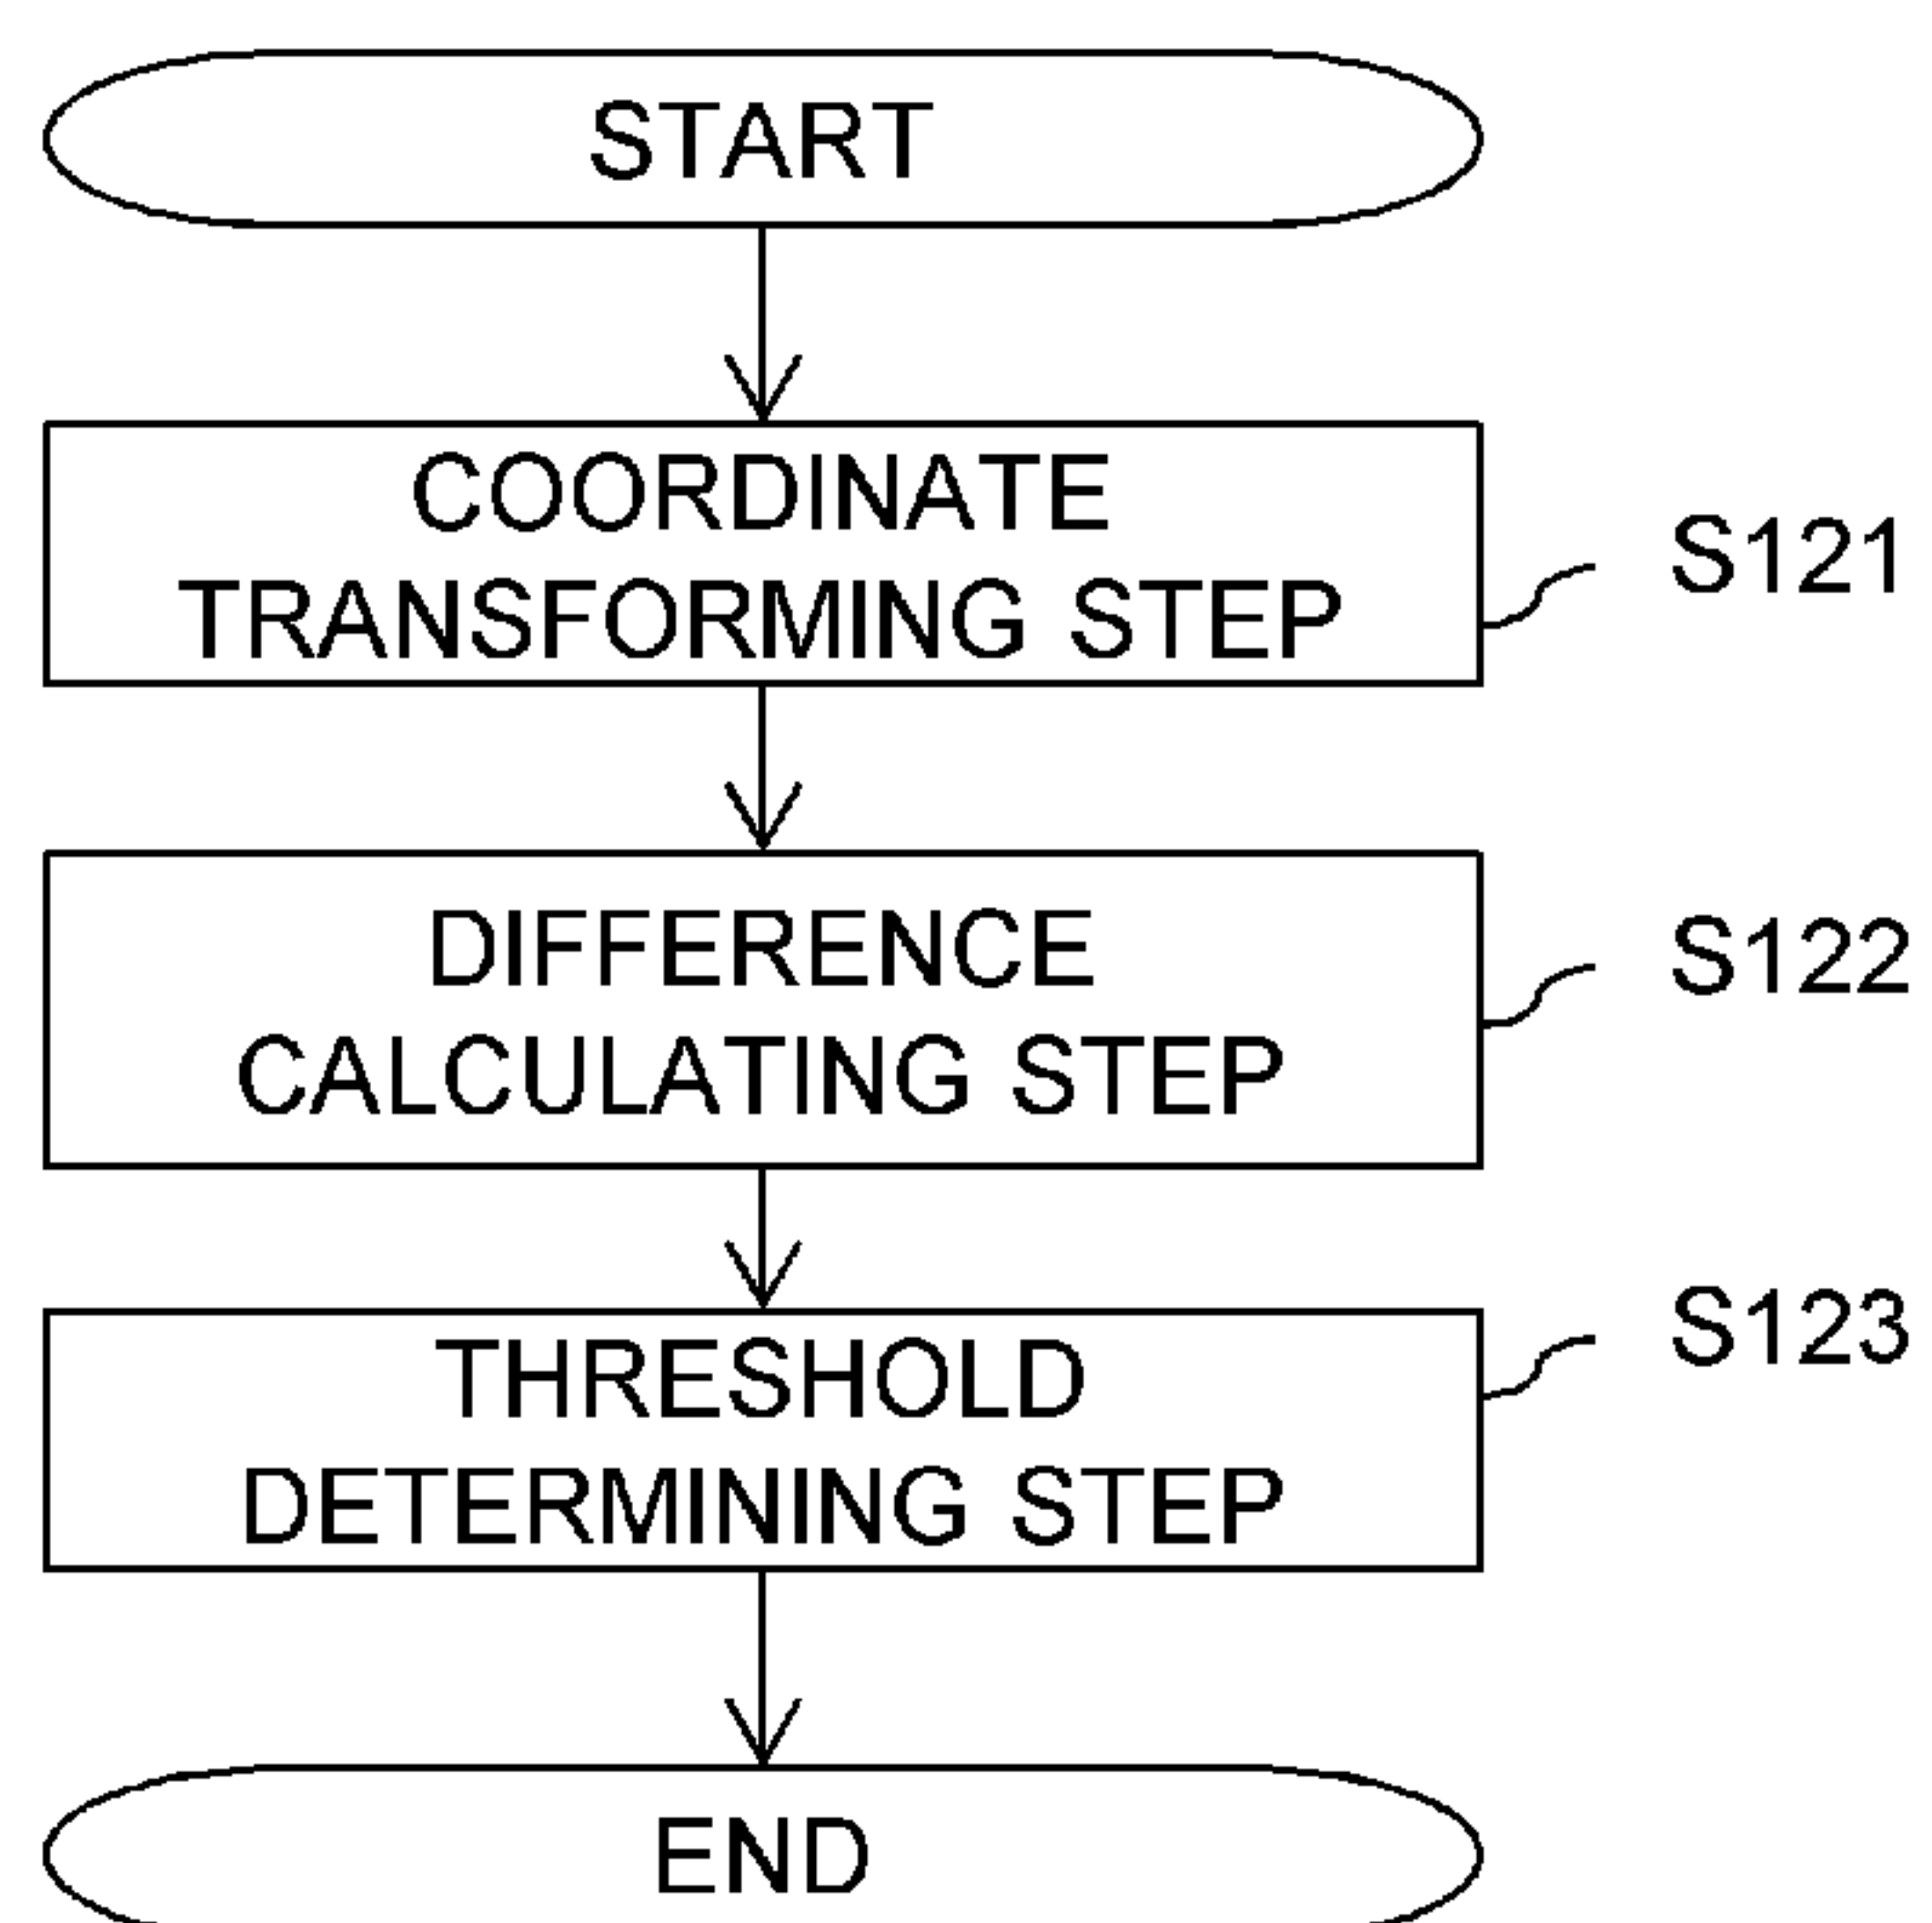 START
COORDINATE
TRANSFORMING STEP
S121
DIFFERENCE
CALCULATING STEP
S122
THRESHOLD
DETERMINING STEP
S123
END